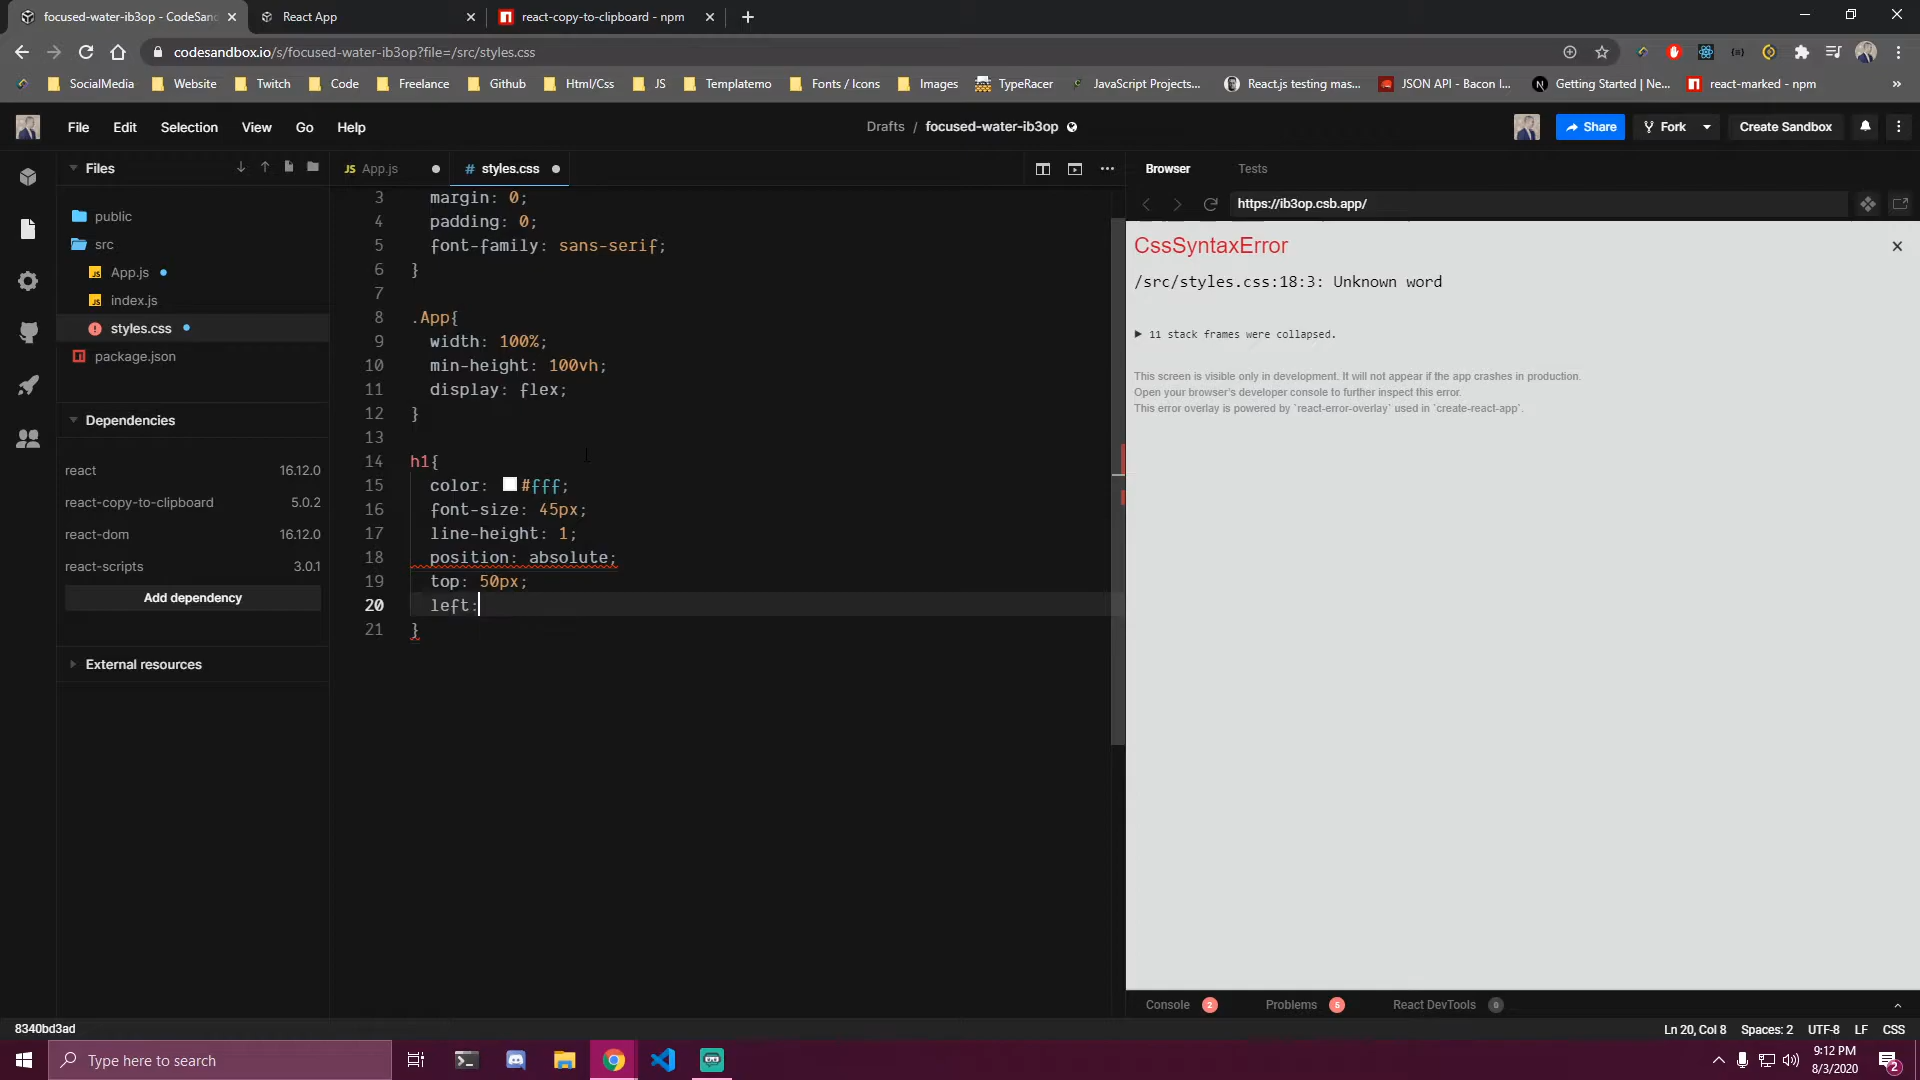 focused-water-ib3op - CodeSanc
React App
react-copy-to-clipboard - npm
codesandbox.io/s/focused-water-ib3op?file=/src/styles.css
SocialMedia
Website
Twitch
Code
Freelance
Github
Html/Css
JS
Templatemo
Fonts / Icons
Images
TypeRacer
JavaScript Projects...
React.js testing mas...
JSON API - Bacon I...
Getting Started | Ne...
react-marked - npm
»
File Edit Selection View Go Help
Drafts / focused-water-ib3op
Share
Fork
Create Sandbox
Files
public
src
JS App.js
JS index.js
styles.css
package.json
Dependencies
react 16.12.0
react-copy-to-clipboard 5.0.2
react-dom 16.12.0
react-scripts 3.0.1
Add dependency
External resources
JS App.js
# styles.css
3 margin: 0;
4 padding: 0;
5 font-family: sans-serif;
6 }
7
8 .App{
9 width: 100%;
10 min-height: 100vh;
11 display: flex;
12 }
13
14 h1{
15 color: #fff;
16 font-size: 45px;
17 line-height: 1;
18 position: absolute;
19 top: 50px;
20 left:
21 }
Browser
Tests
https://ib3op.csb.app/
CssSyntaxError
/src/styles.css:18:3: Unknown word
▶ 11 stack frames were collapsed.
This screen is visible only in development. It will not appear if the app crashes in production.
Open your browser's developer console to further inspect this error.
This error overlay is powered by `react-error-overlay` used in `create-react-app`.
Console 2
Problems 6
React DevTools 0
8340bd3ad
Ln 20, Col 8
Spaces: 2
UTF-8
LF
CSS
Type here to search
9:12 PM
8/3/2020
2